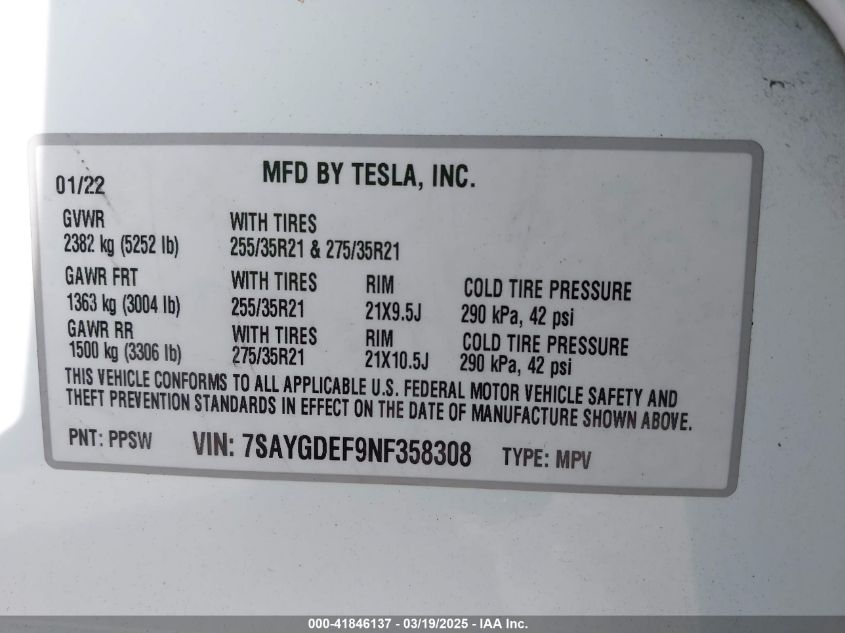 MFD BY TESLA, INC.
01/22
GVWR WITH TIRES
2382 kg (5252 lb) 255/35R21 & 275/35R21
GAWR FRT WITH TIRES RIM COLD TIRE PRESSURE
1363 kg (3004 lb) 255/35R21 21X9.5J 290 kPa, 42 psi
GAWR RR WITH TIRES RIM COLD TIRE PRESSURE
1500 kg (3306 lb) 275/35R21 21X10.5J 290 kPa, 42 psi
THIS VEHICLE CONFORMS TO ALL APPLICABLE U.S. FEDERAL MOTOR VEHICLE SAFETY AND
THEFT PREVENTION STANDARDS IN EFFECT ON THE DATE OF MANUFACTURE SHOWN ABOVE.
PNT: PPSW VIN: 7SAYGDEF9NF358308 TYPE: MPV
000-41846137 - 03/19/2025 - IAA Inc.